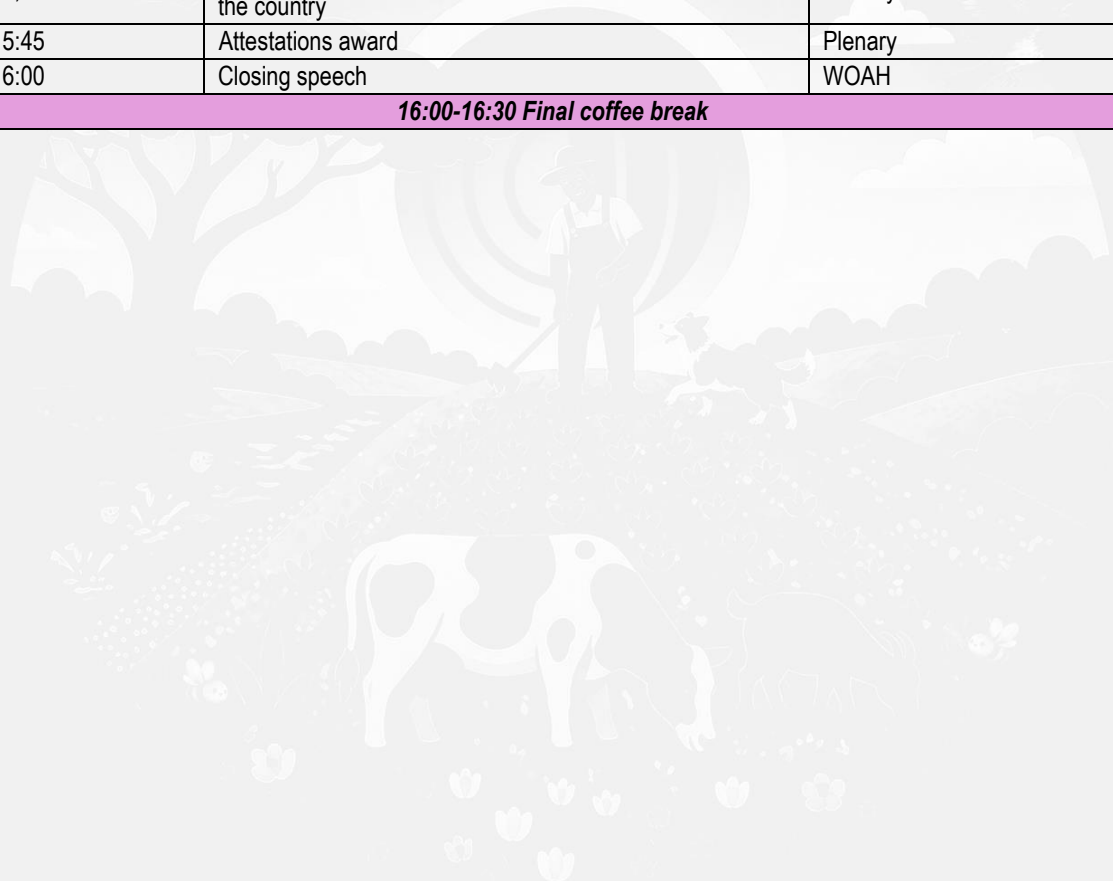 the country
5:45 Attestations award Plenary
6:00 Closing speech WOAH
16:00-16:30 Final coffee break